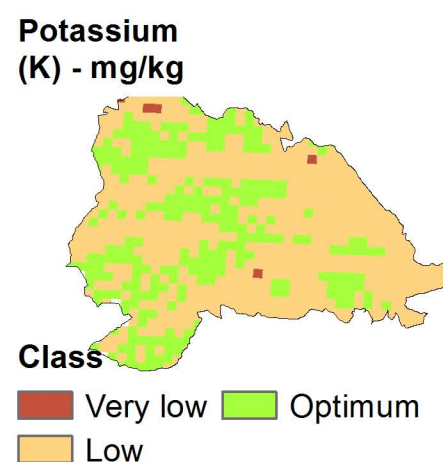 Potassium
(K) - mg/kg
Class
Very low Optimum
Low